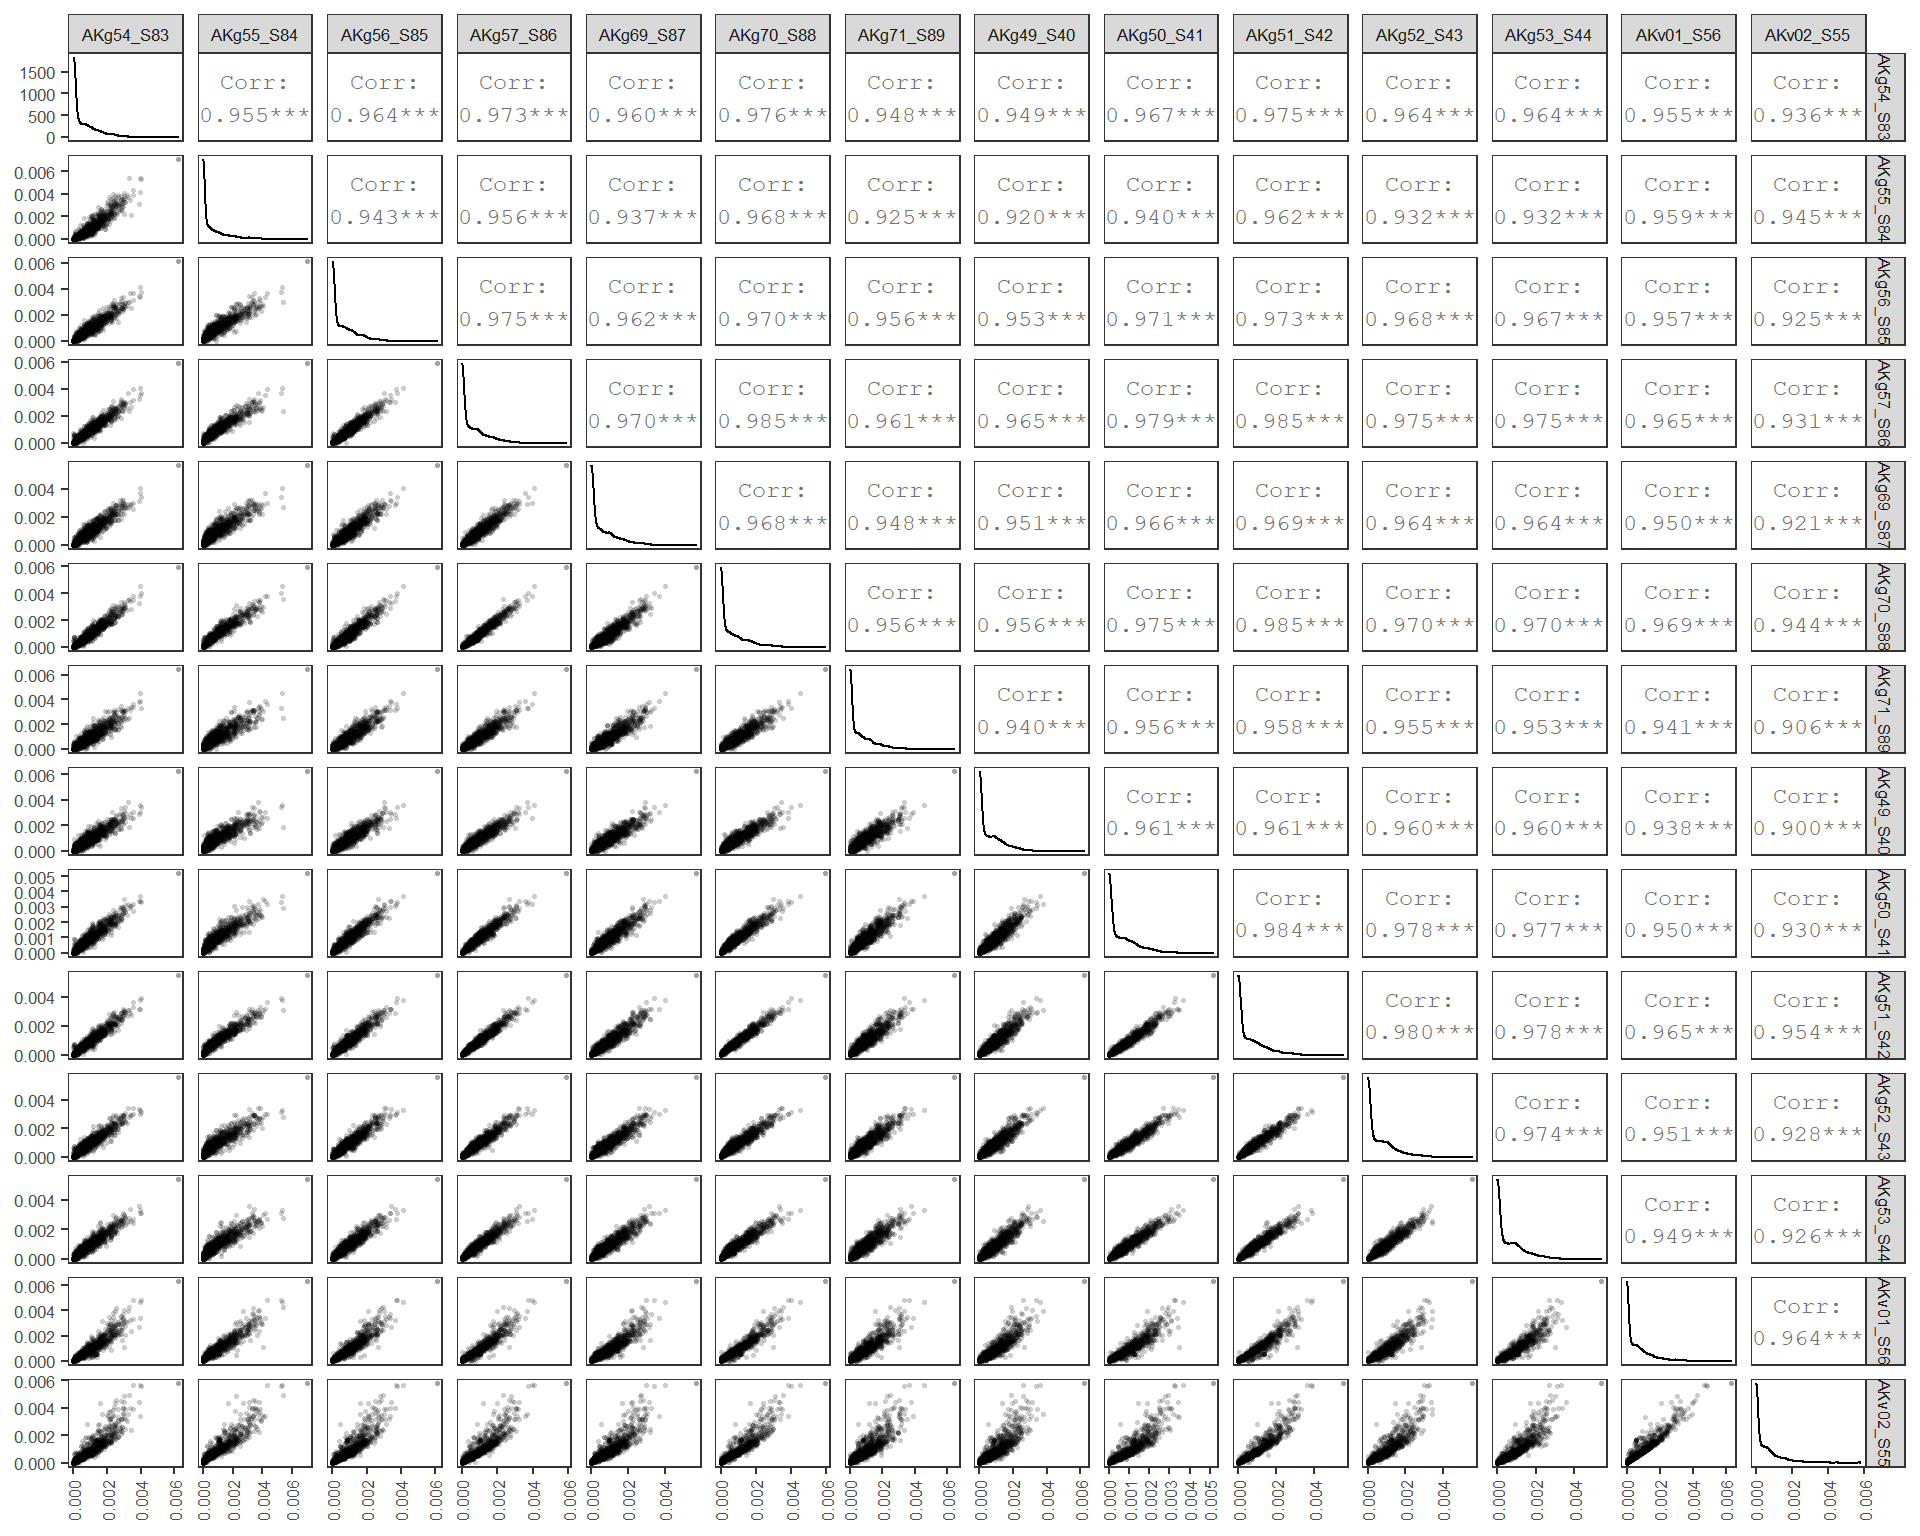 AKg54_S83 AKg55_S84 AKg56_S85 AKg57_S86 AKg69_S87 AKg70_S88 AKg71_S89 AKg49_S40 AKg50_S41 AKg51_S42 AKg52_S43 AKg53_S44 AKv01_S56 AKv02_S55
1500
1000
500
0
Corr: Corr: Corr: Corr: Corr: Corr: Corr: Corr: Corr: Corr: Corr: Corr: Corr:
0.955*** 0.964*** 0.973*** 0.960*** 0.976*** 0.948*** 0.949*** 0.967*** 0.975*** 0.964*** 0.964*** 0.955*** 0.936***
AKg54_S83
0.006
0.004
0.002
0.000
Corr: Corr: Corr: Corr: Corr: Corr: Corr: Corr: Corr: Corr: Corr: Corr:
0.943*** 0.956*** 0.937*** 0.968*** 0.925*** 0.920*** 0.940*** 0.962*** 0.932*** 0.932*** 0.959*** 0.945***
AKg55_S84
0.006
0.004
0.002
0.000
Corr: Corr: Corr: Corr: Corr: Corr: Corr: Corr: Corr: Corr: Corr:
0.975*** 0.962*** 0.970*** 0.956*** 0.953*** 0.971*** 0.973*** 0.968*** 0.967*** 0.957*** 0.925***
AKg56_S85
0.006
0.004
0.002
0.000
Corr: Corr: Corr: Corr: Corr: Corr: Corr: Corr: Corr: Corr:
0.970*** 0.985*** 0.961*** 0.965*** 0.979*** 0.985*** 0.975*** 0.975*** 0.965*** 0.931***
AKg57_S86
0.004
0.002
0.000
Corr: Corr: Corr: Corr: Corr: Corr: Corr: Corr: Corr:
0.968*** 0.948*** 0.951*** 0.966*** 0.969*** 0.964*** 0.964*** 0.950*** 0.921***
AKg69_S87
0.006
0.004
0.002
0.000
Corr: Corr: Corr: Corr: Corr: Corr: Corr: Corr:
0.956*** 0.956*** 0.975*** 0.985*** 0.970*** 0.970*** 0.969*** 0.944***
AKg70_S88
0.006
0.004
0.002
0.000
Corr: Corr: Corr: Corr: Corr: Corr: Corr:
0.940*** 0.956*** 0.958*** 0.955*** 0.953*** 0.941*** 0.906***
AKg71_S89
0.006
0.004
0.002
0.000
Corr: Corr: Corr: Corr: Corr: Corr:
0.961*** 0.961*** 0.960*** 0.960*** 0.938*** 0.900***
AKg49_S40
0.005
0.004
0.003
0.002
0.001
0.000
Corr: Corr: Corr: Corr: Corr:
0.984*** 0.978*** 0.977*** 0.950*** 0.930***
AKg50_S41
0.004
0.002
0.000
Corr: Corr: Corr: Corr:
0.980*** 0.978*** 0.965*** 0.954***
AKg51_S42
0.004
0.002
0.000
Corr: Corr: Corr:
0.974*** 0.951*** 0.928***
AKg52_S43
0.004
0.002
0.000
Corr: Corr:
0.949*** 0.926***
AKg53_S44
0.006
0.004
0.002
0.000
Corr:
0.964***
AKv01_S56
0.006
0.004
0.002
0.000
AKv02_S55
0.000 0.002 0.004 0.006 0.000 0.002 0.004 0.006 0.000 0.002 0.004 0.006 0.000 0.002 0.004 0.006 0.000 0.002 0.004 0.000 0.002 0.004 0.006 0.000 0.002 0.004 0.006 0.000 0.002 0.004 0.006 0.000 0.001 0.002 0.003 0.004 0.005 0.000 0.002 0.004 0.000 0.002 0.004 0.000 0.002 0.004 0.000 0.002 0.004 0.006 0.000 0.002 0.004 0.006